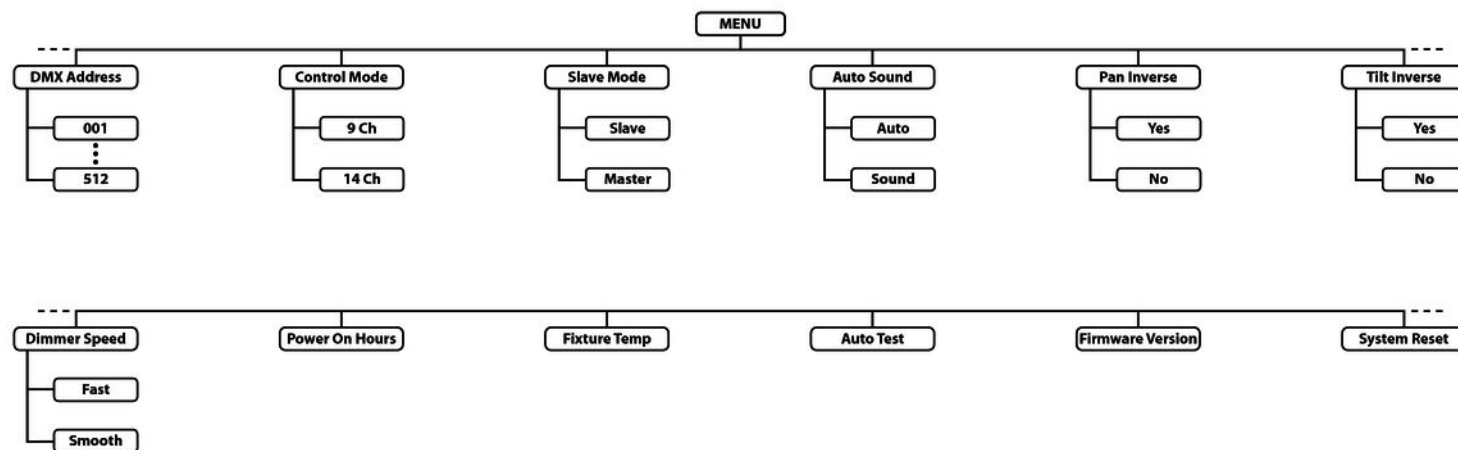 MENU
DMX Address
Control Mode
Slave Mode
Auto Sound
Pan Inverse
Tilt Inverse
001
9 Ch
Slave
Auto
Yes
Yes
512
14 Ch
Master
Sound
No
No
Dimmer Speed
Power On Hours
Fixture Temp
Auto Test
Firmware Version
System Reset
Fast
Smooth